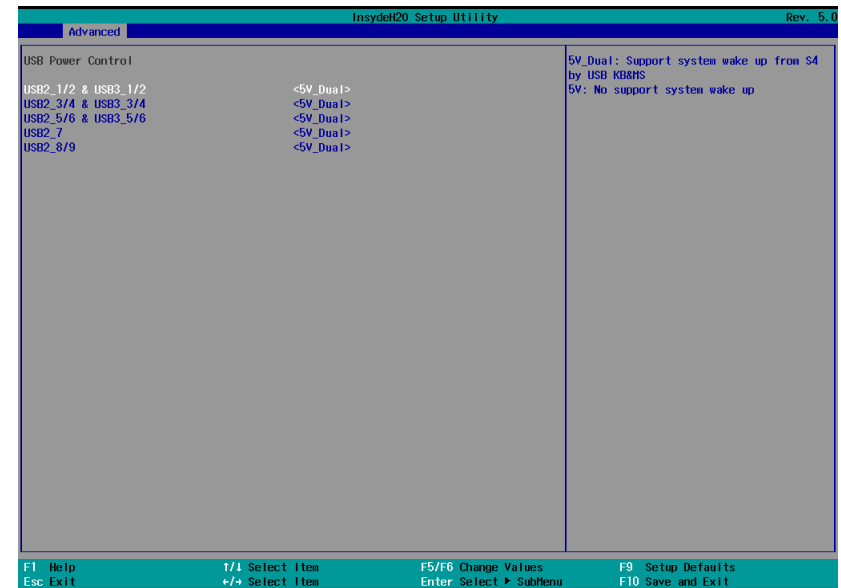 InsydeH20 Setup Utility Rev. 5.0
Advanced
USB Power Control
USB2_1/2 & USB3_1/2 <5V_Dual>
USB2_3/4 & USB3_3/4 <5V_Dual>
USB2_5/6 & USB3_5/6 <5V_Dual>
USB2_7 <5V_Dual>
USB2_8/9 <5V_Dual>
5V_Dual: Support system wake up from S4
by USB KB&MS
5V: No support system wake up
F1 Help ↑/↓ Select Item F5/F6 Change Values F9 Setup Defaults
Esc Exit ←/→ Select Item Enter Select ▶ SubMenu F10 Save and Exit